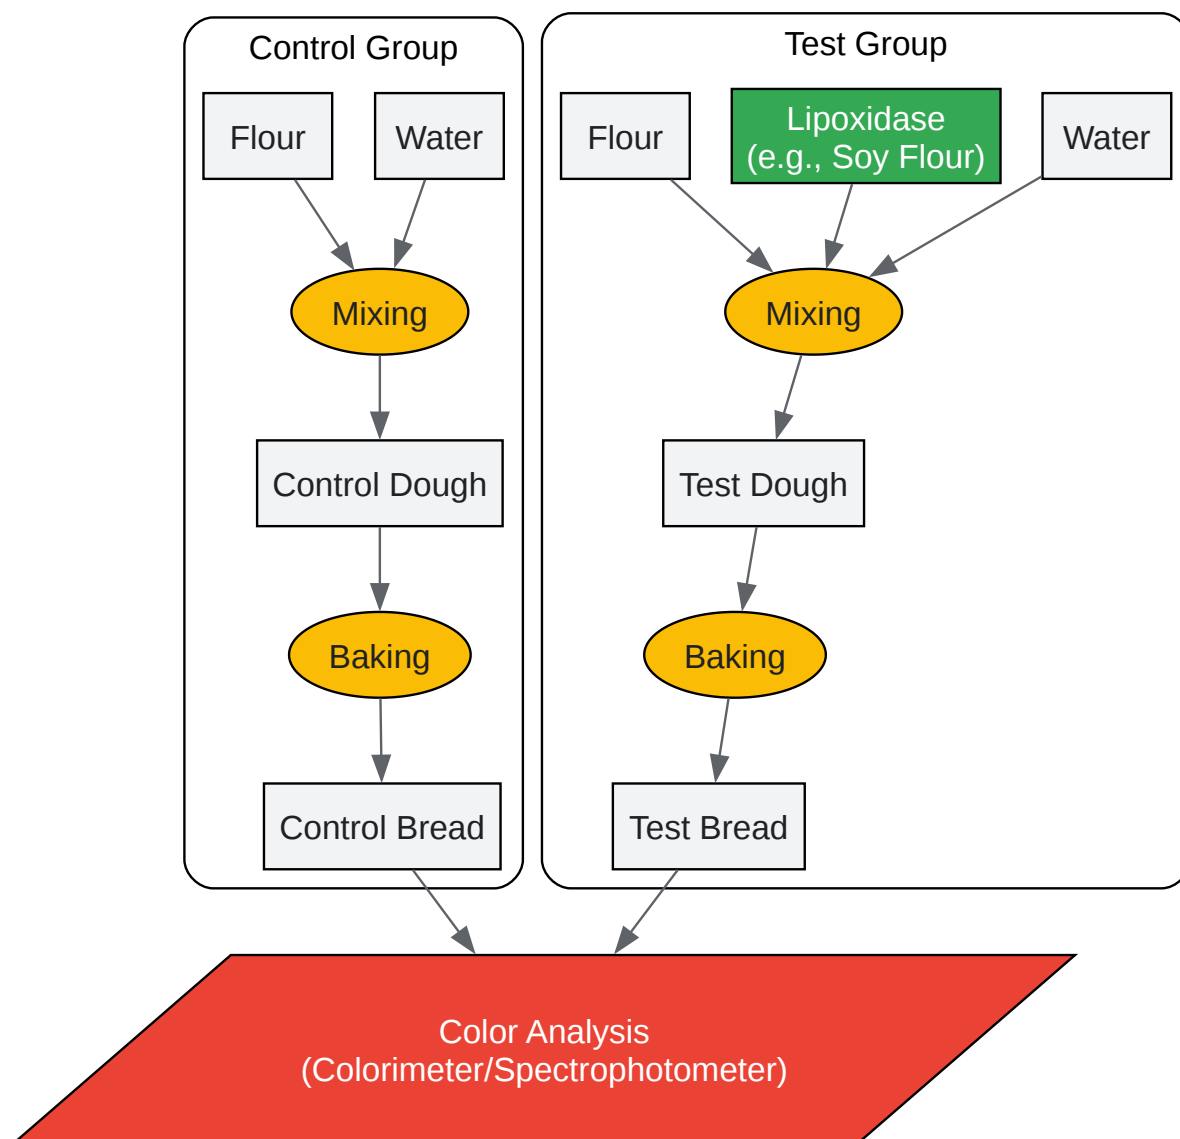 Control Group
Flour
Water
Mixing
Control Dough
Baking
Control Bread
Test Group
Flour
Lipoxidase
(e.g., Soy Flour)
Water
Mixing
Test Dough
Baking
Test Bread
Color Analysis
(Colorimeter/Spectrophotometer)